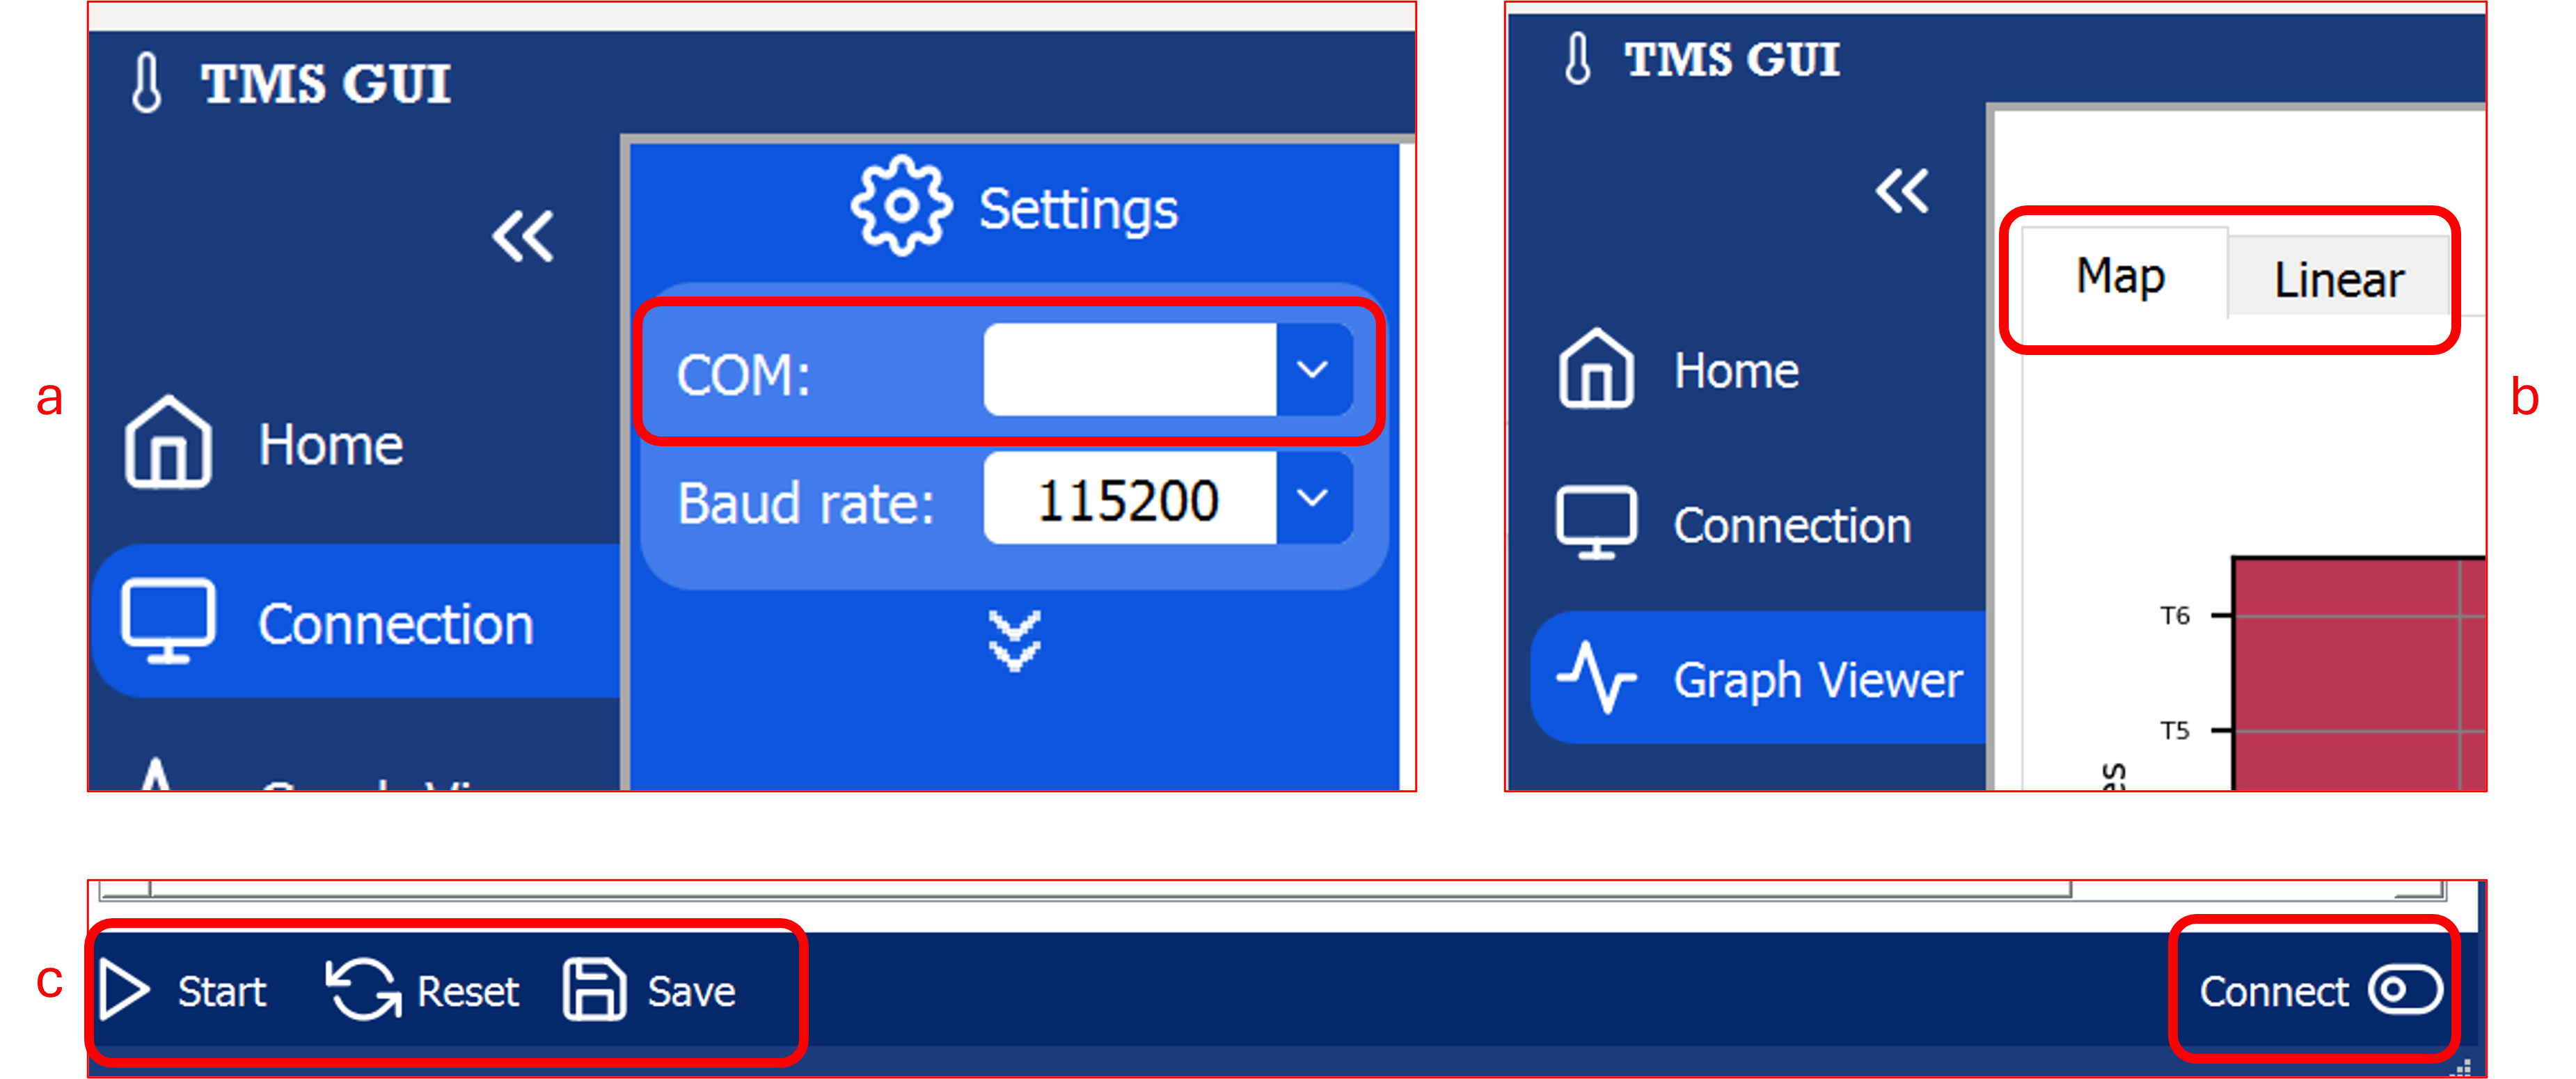 TMS GUI
Settings
COM:
Home
Baud rate: 115200
Connection
a
TMS GUI
Map Linear
Home
Connection
T6
Graph Viewer
T5
b
c
Start Reset Save Connect